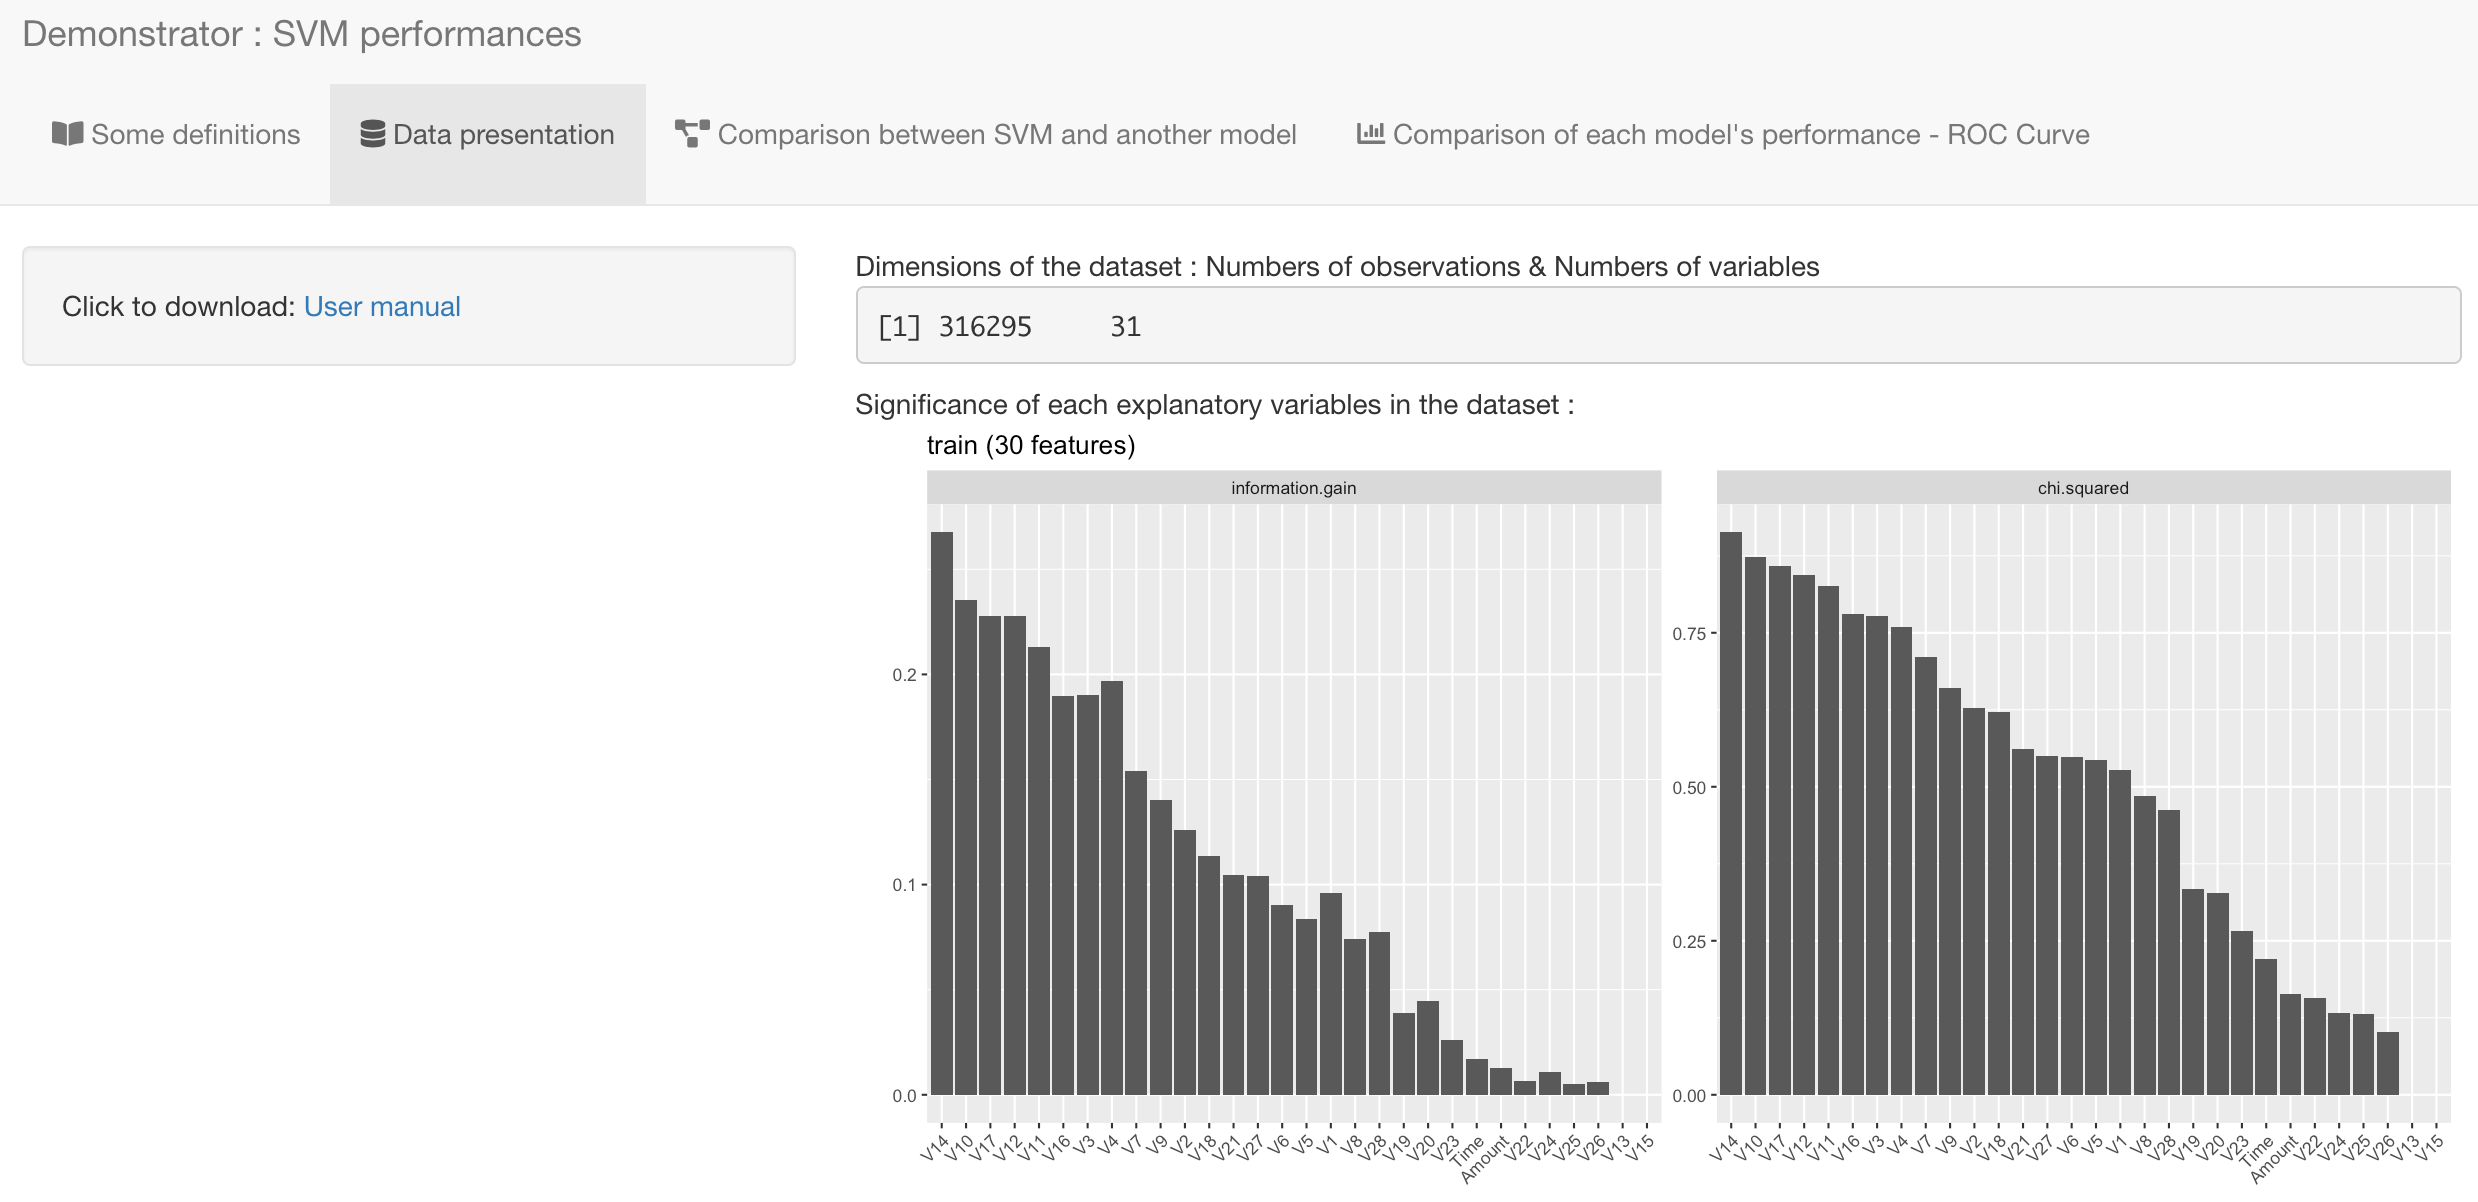 Demonstrator : SVM performances
Some definitions
Data presentation
Comparison between SVM and another model
Comparison of each model's performance - ROC Curve
Click to download: User manual
Dimensions of the dataset : Numbers of observations & Numbers of variables
[1] 316295 31
Significance of each explanatory variables in the dataset :
train (30 features)
information.gain
0.2
0.1
0.0
V14 V10 V17 V12 V11 V16 V3 V4 V7 V9 V2 V18 V21 V27 V6 V5 V1 V8 V28 V19 V20 V23 Time Amount V22 V24 V25 V26 V13 V15
chi.squared
0.75
0.50
0.25
0.00
V14 V10 V17 V12 V11 V16 V3 V4 V7 V9 V2 V18 V21 V27 V6 V5 V1 V8 V28 V19 V20 V23 Time Amount V22 V24 V25 V26 V13 V15